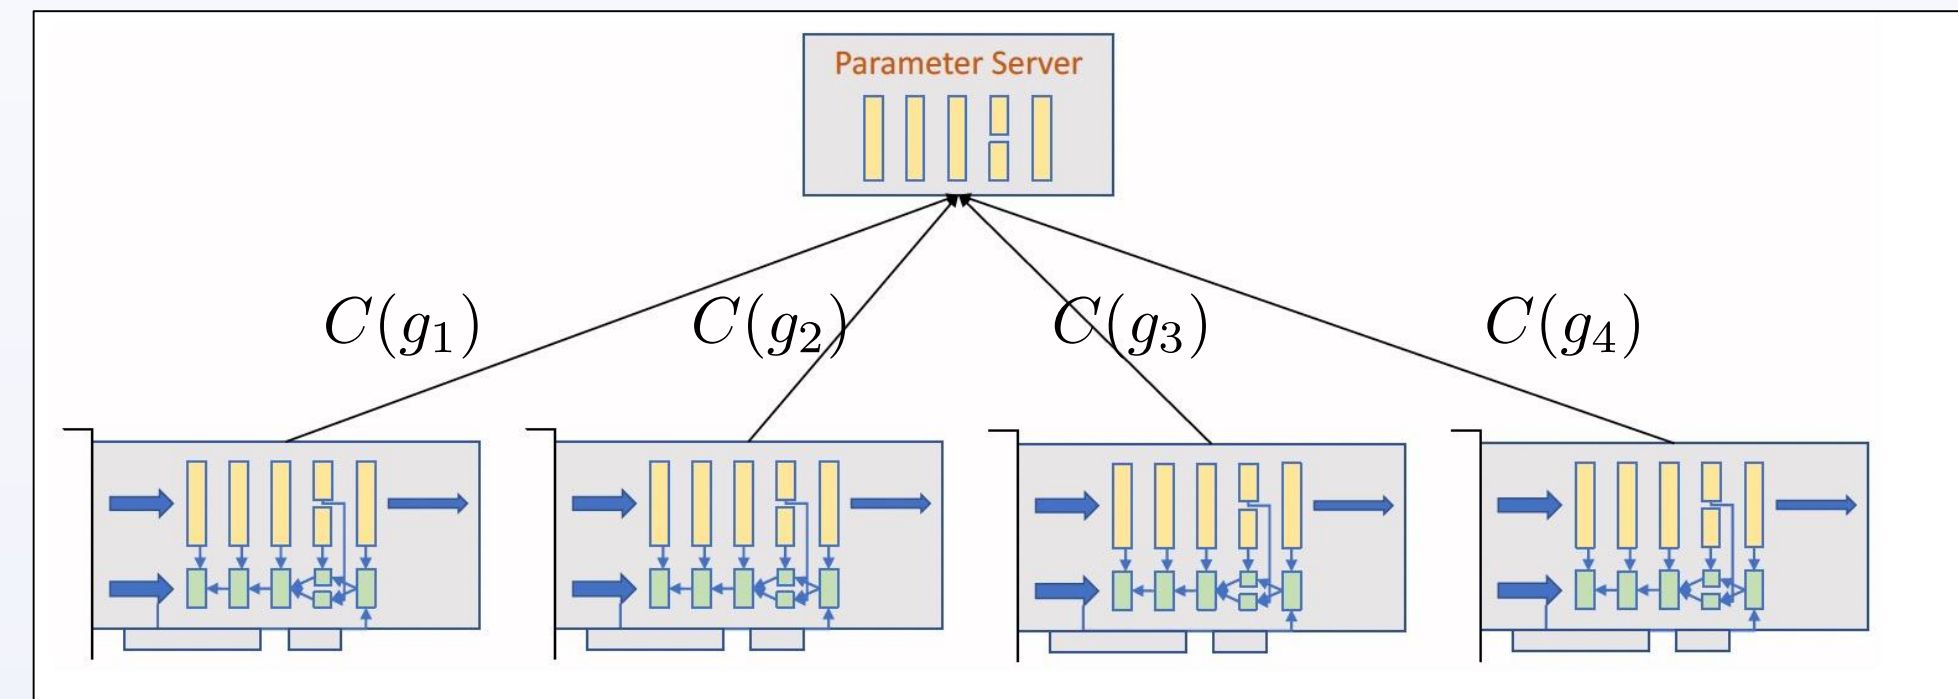 Parameter Server
C(g₁) C(g₂) C(g₃) C(g₄)